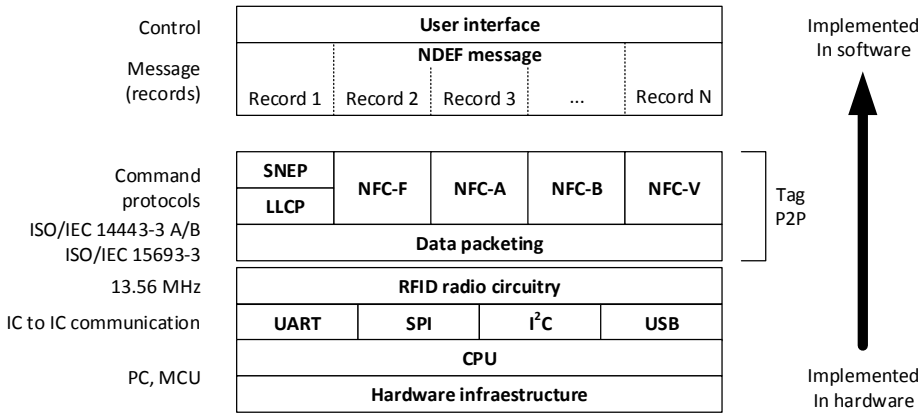 Control
User interface
Implemented
In software
Message
(records)
NDEF message
Record 1
Record 2
Record 3
...
Record N
Command
protocols
SNEP
LLCP
NFC-F
NFC-A
NFC-B
NFC-V
Tag
P2P
ISO/IEC 14443-3 A/B
ISO/IEC 15693-3
Data packeting
13.56 MHz
RFID radio circuitry
IC to IC communication
UART
SPI
I²C
USB
PC, MCU
CPU
Hardware infraestructure
Implemented
In hardware